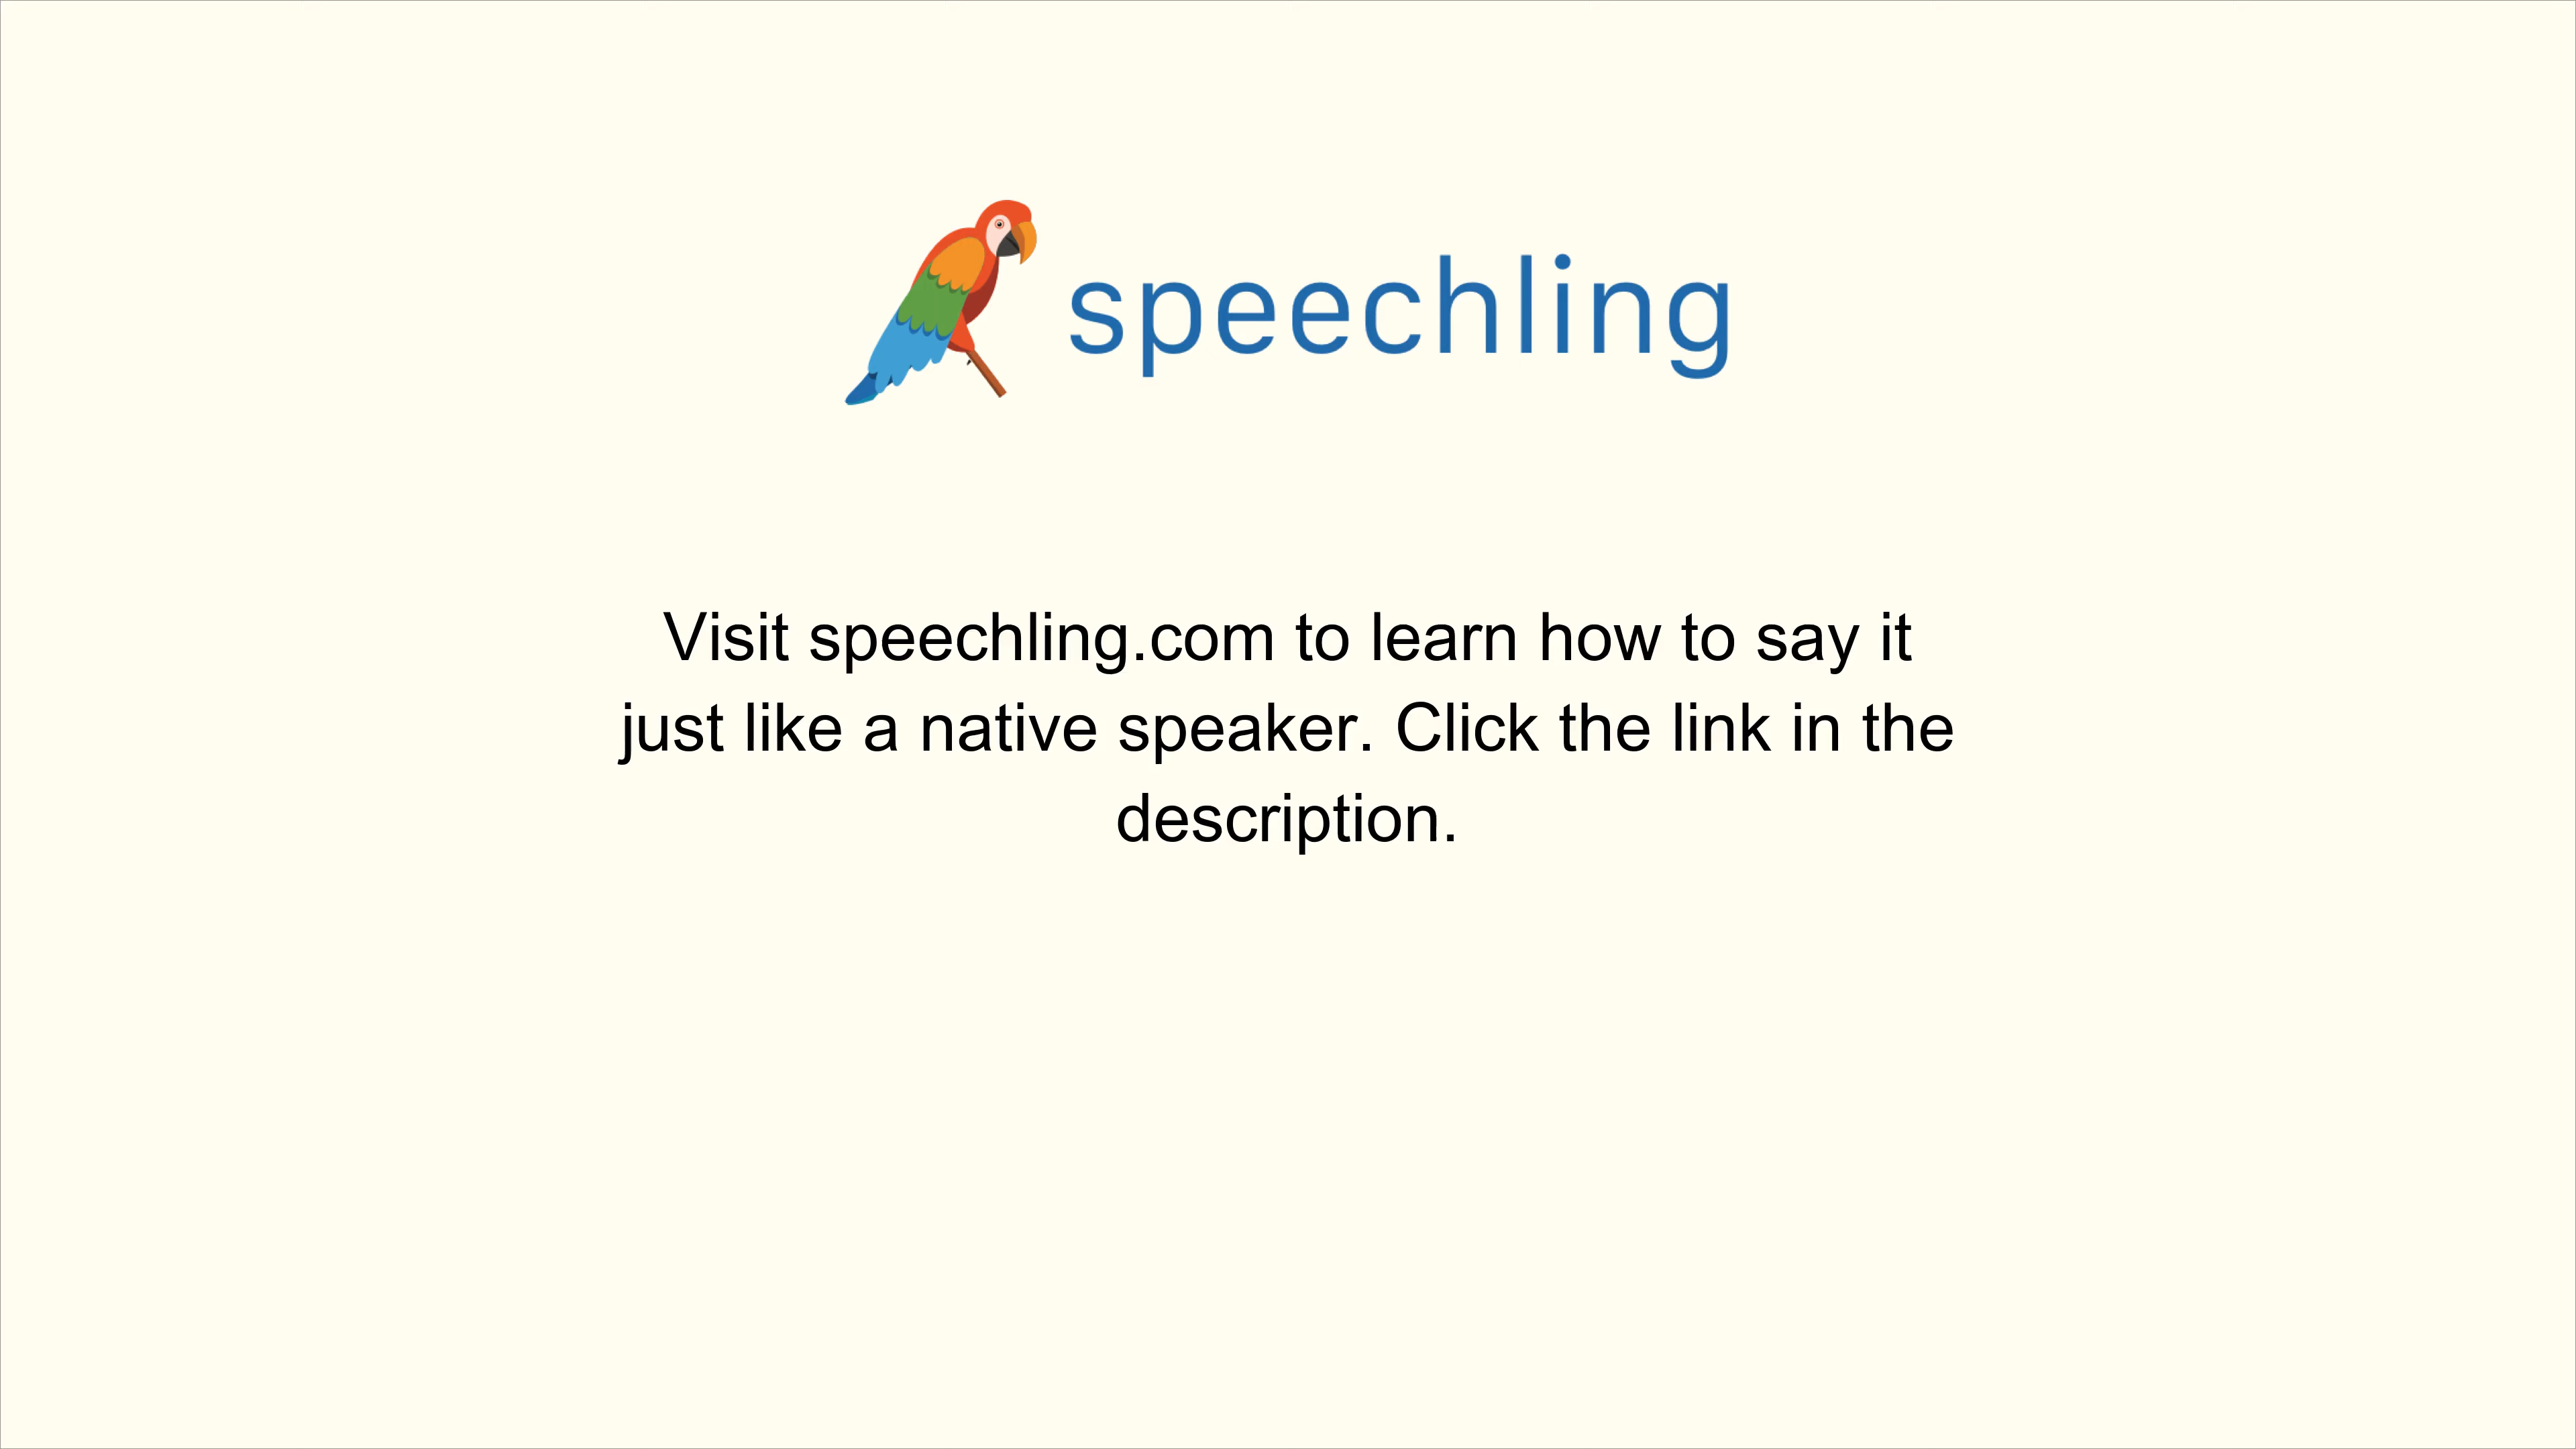 speechling
Visit speechling.com to learn how to say it
just like a native speaker. Click the link in the
description.